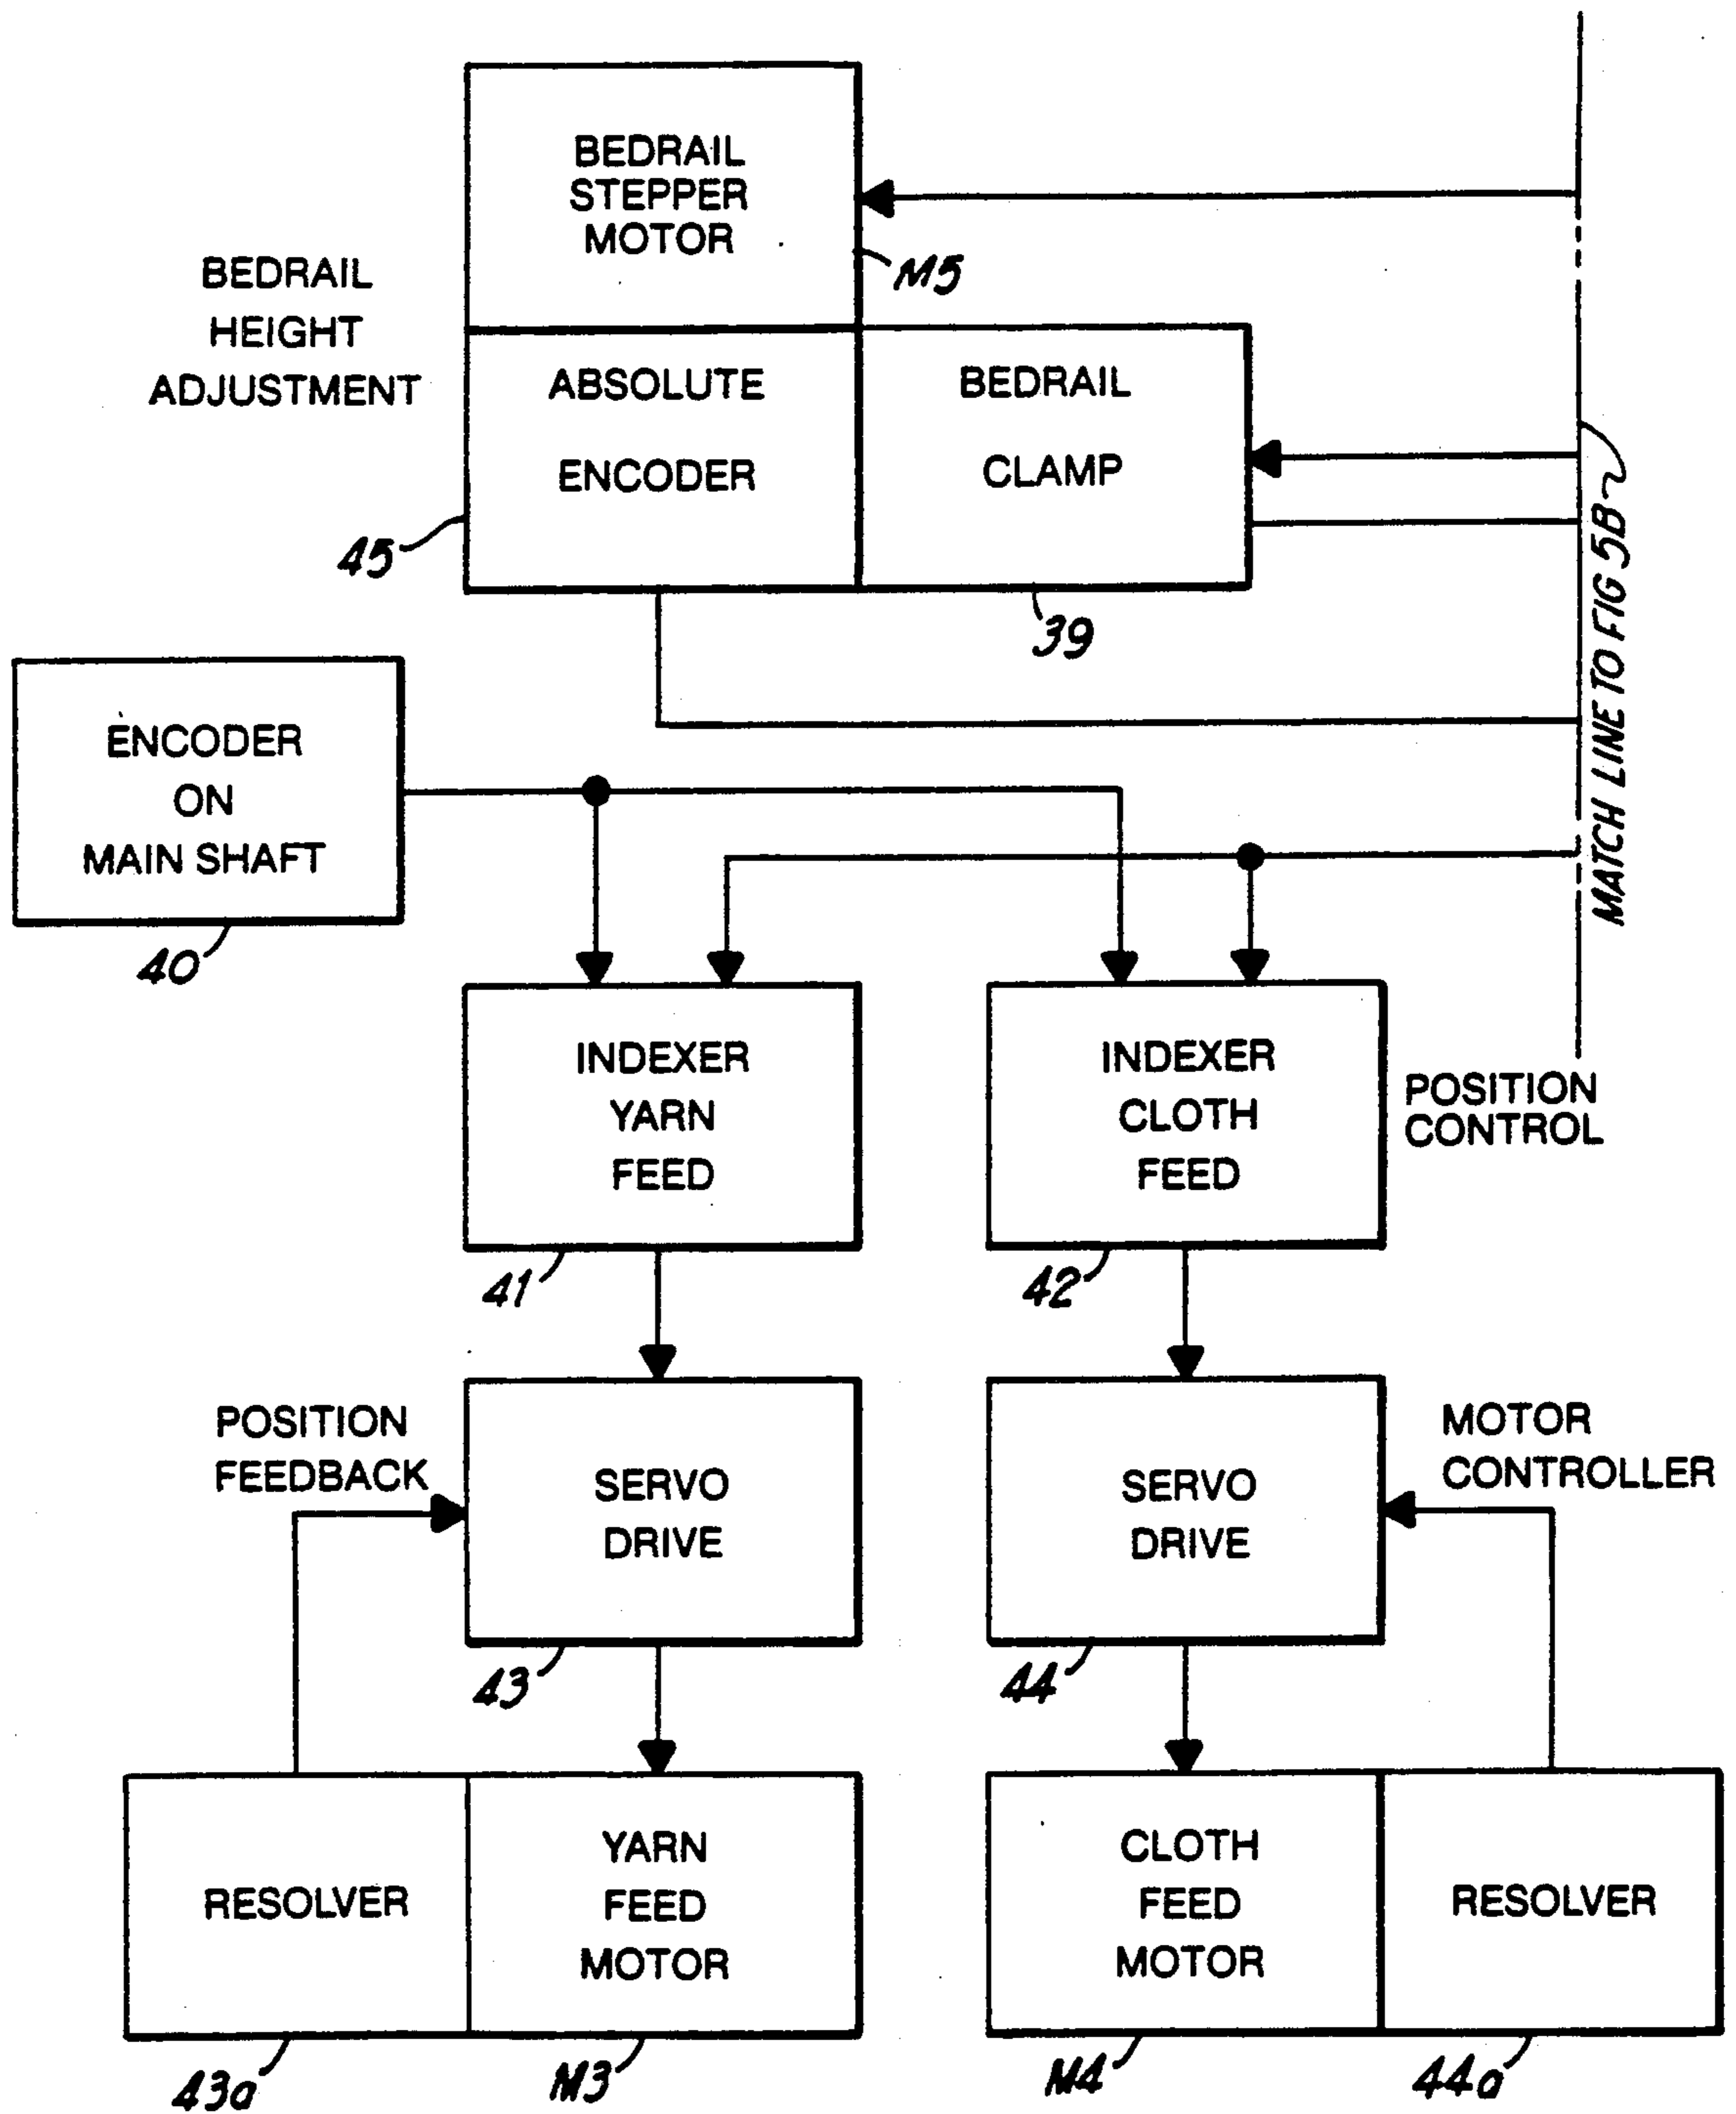 BEDRAIL
STEPPER
MOTOR
M5
BEDRAIL
HEIGHT
ADJUSTMENT
ABSOLUTE
ENCODER
BEDRAIL
CLAMP
45
39
MATCH LINE TO FIG 5B
ENCODER
ON
MAIN SHAFT
40
INDEXER
YARN
FEED
INDEXER
CLOTH
FEED
POSITION
CONTROL
41
42
POSITION
FEEDBACK
SERVO
DRIVE
SERVO
DRIVE
MOTOR
CONTROLLER
43
44
RESOLVER
YARN
FEED
MOTOR
CLOTH
FEED
MOTOR
RESOLVER
43a
M3
M4
44a